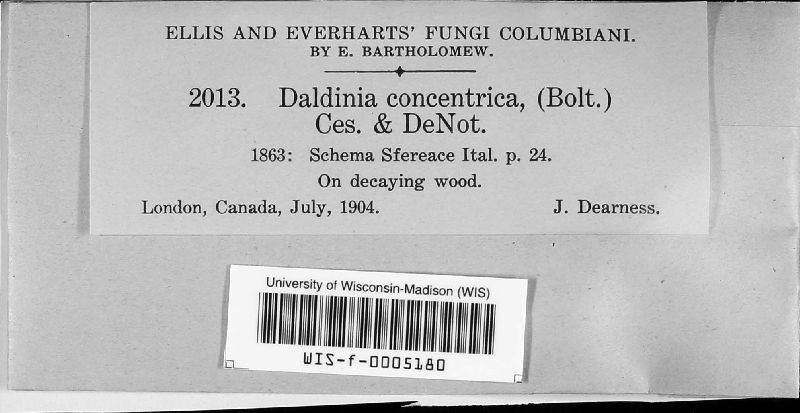 ELLIS AND EVERHARTS' FUNGI COLUMBIANI.
BY E. BARTHOLOMEW.
2013. Daldinia concentrica, (Bolt.)
Ces. & DeNot.
1863: Schema Sfereace Ital. p. 24.
On decaying wood.
London, Canada, July, 1904. J. Dearness.
University of Wisconsin-Madison (WIS)
WIS-f-0005180